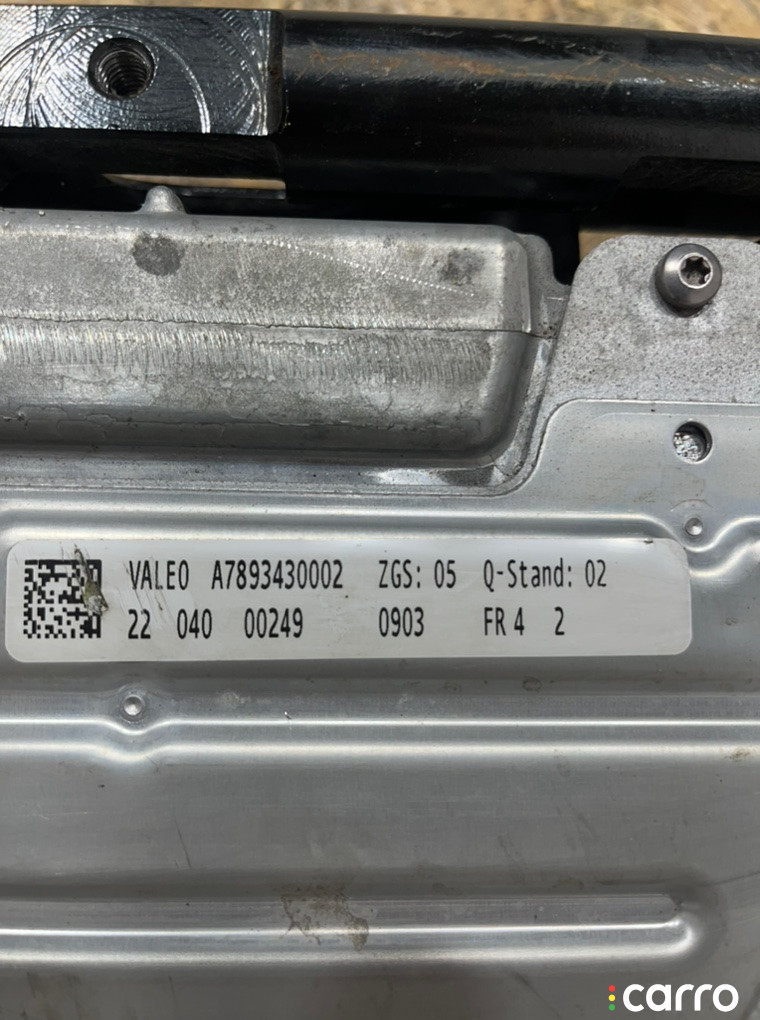 VALEO A7893430002 ZGS: 05 Q-Stand: 02
22 040 00249 0903 FR 4 2
carro